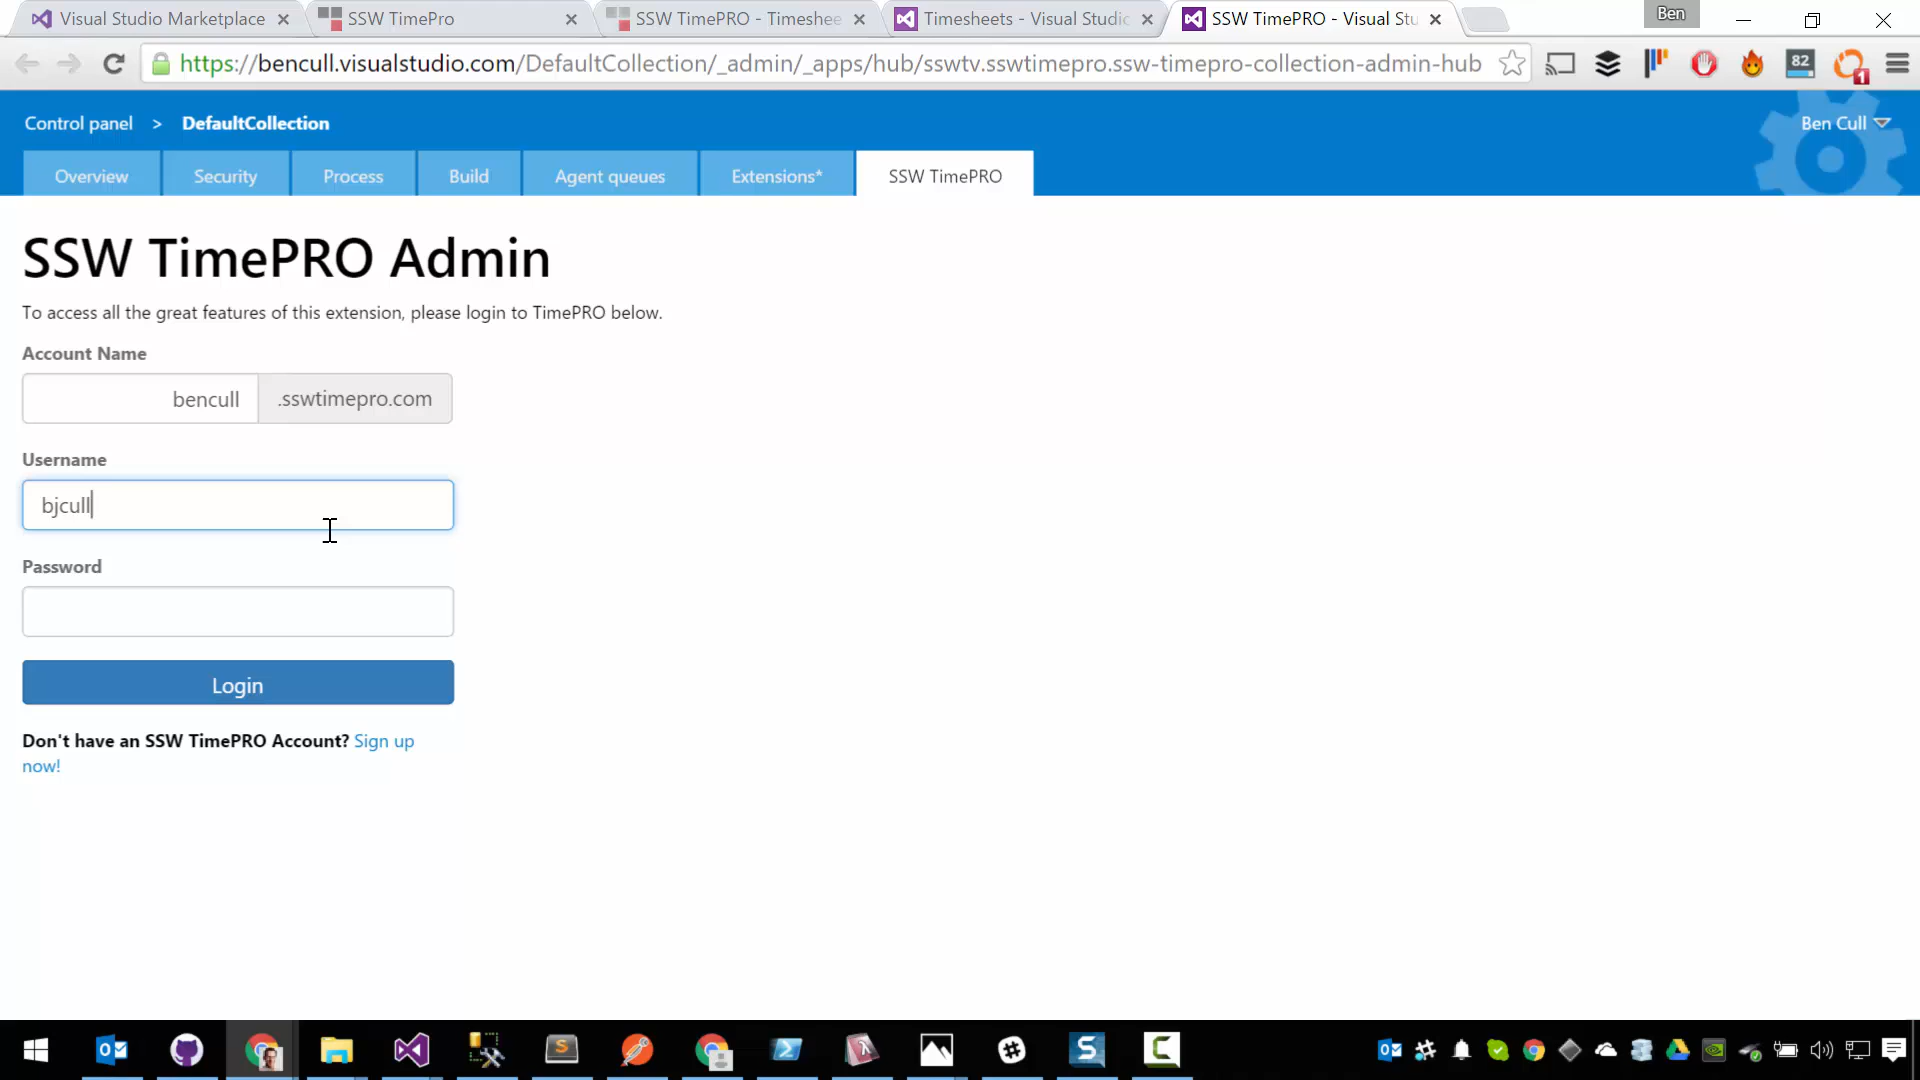 Visual Studio Marketplace
SSW TimePro
SSW TimePRO - Timeshee
Timesheets - Visual Studic
SSW TimePRO - Visual Stu
Ben
https://bencull.visualstudio.com/DefaultCollection/_admin/_apps/hub/sswtv.sswtimepro.ssw-timepro-collection-admin-hub
82
1
Control panel > DefaultCollection
Ben Cull
Overview
Security
Process
Build
Agent queues
Extensions*
SSW TimePRO
SSW TimePRO Admin
To access all the great features of this extension, please login to TimePRO below.
Account Name
bencull .sswtimepro.com
Username
bjcull
Password
Login
Don't have an SSW TimePRO Account? Sign up
now!